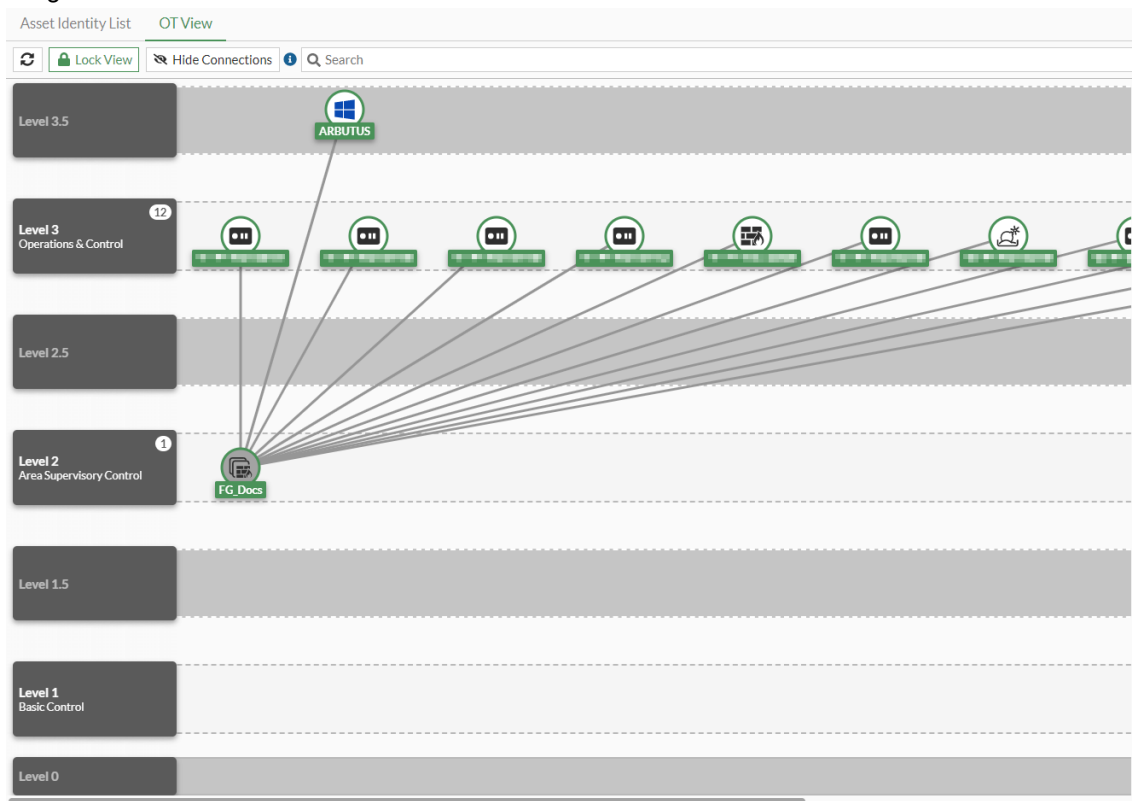 Asset Identity List OT View
Lock View Hide Connections Search
Level 3.5
ARBUTUS
12
Level 3
Operations & Control
Level 2.5
1
Level 2
Area Supervisory Control
FG_Docs
Level 1.5
Level 1
Basic Control
Level 0